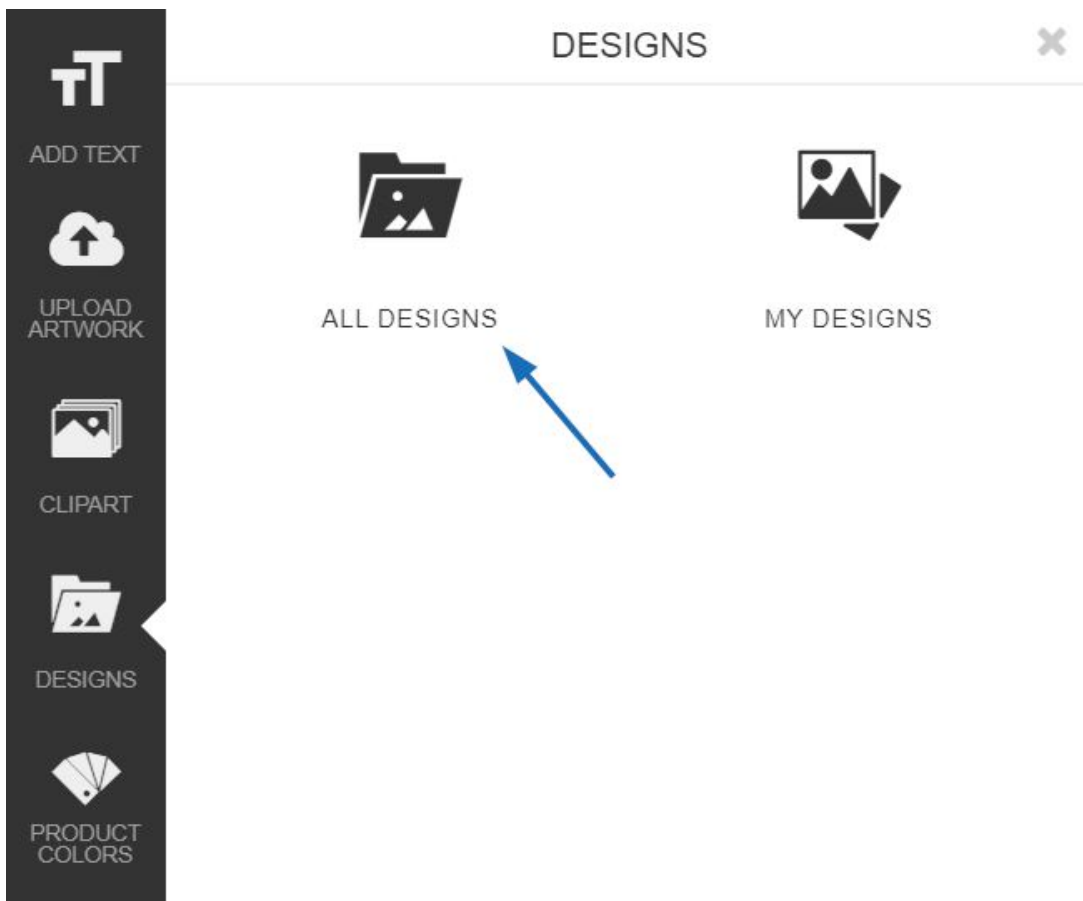 DESIGNS
ADD TEXT
UPLOAD
ARTWORK
CLIPART
DESIGNS
PRODUCT
COLORS
ALL DESIGNS
MY DESIGNS